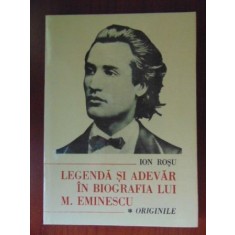 ION ROȘU
LEGENDĂ ȘI ADEVĂR
ÎN BIOGRAFIA LUI
M. EMINESCU
* ORIGINILE